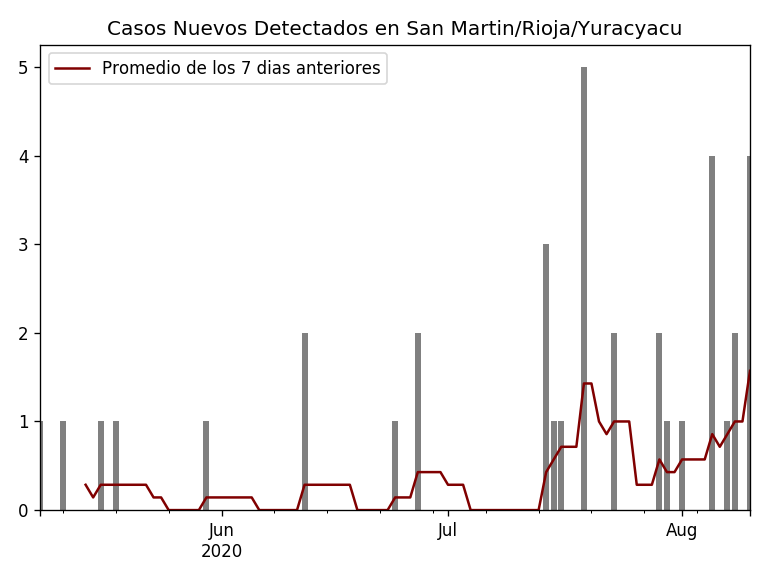 Casos Nuevos Detectados en San Martin/Rioja/Yuracyacu
Promedio de los 7 dias anteriores
5
4
3
2
1
0
Jun
2020
Jul
Aug